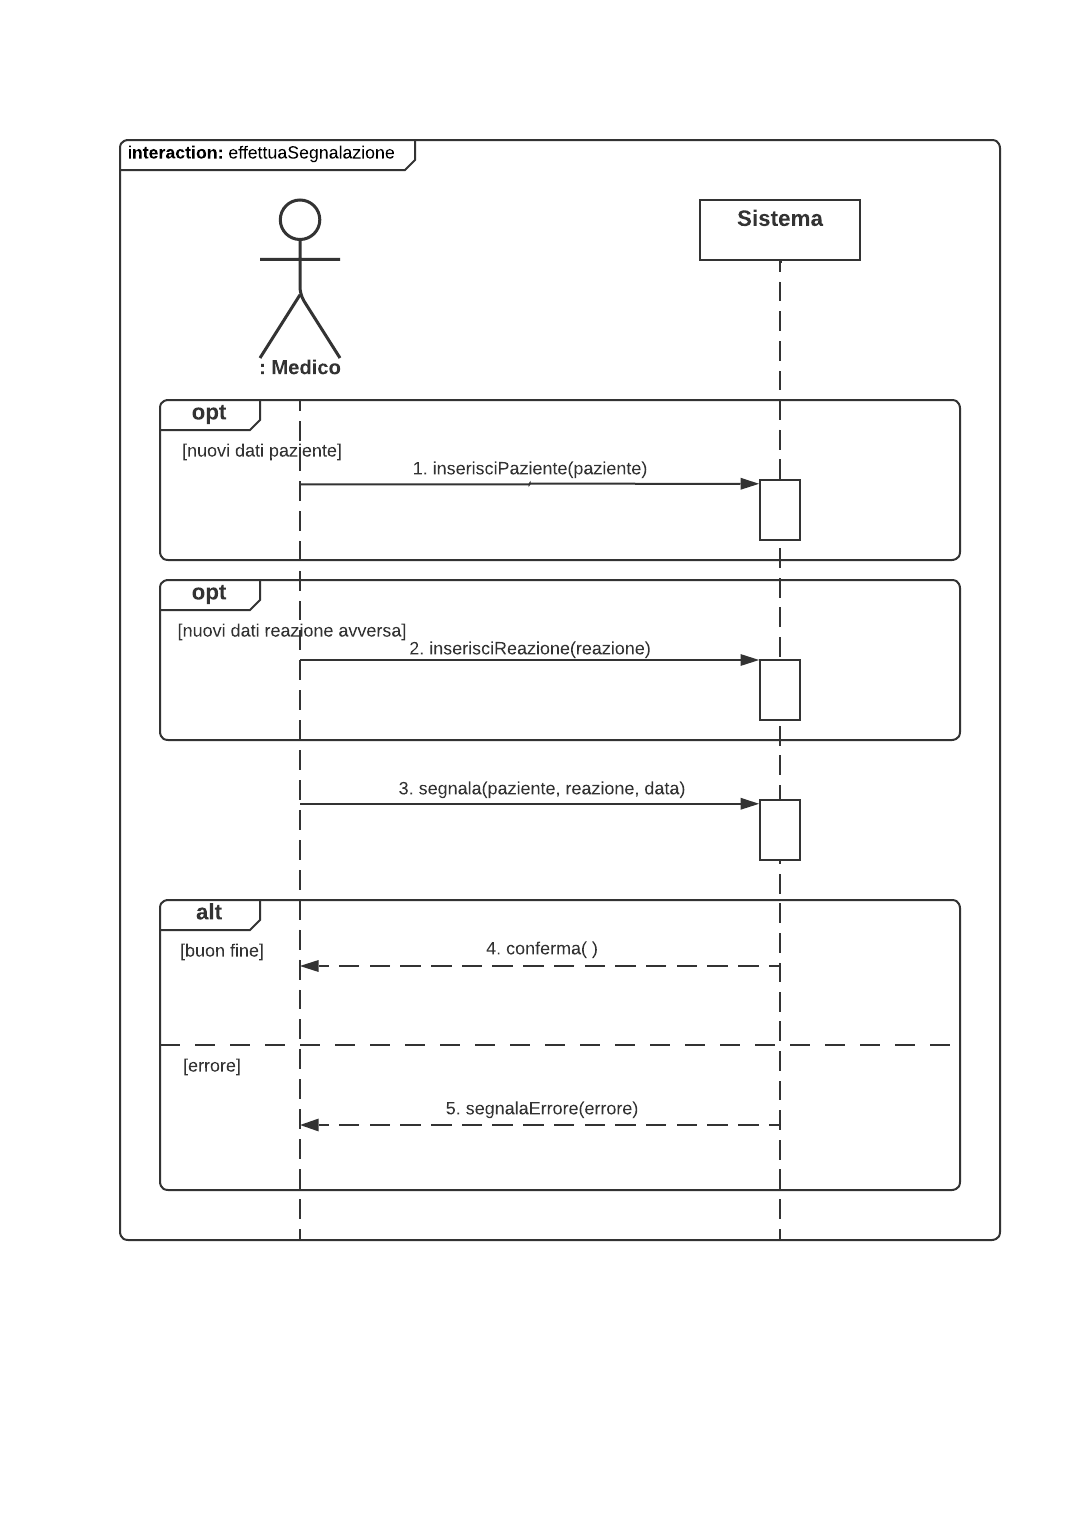 interaction: effettuaSegnalazione
Sistema
: Medico
opt
[nuovi dati paziente]
1. inserisciPaziente(paziente)
opt
[nuovi dati reazione avversa]
2. inserisciReazione(reazione)
3. segnala(paziente, reazione, data)
alt
[buon fine]
4. conferma( )
[errore]
5. segnalaErrore(errore)